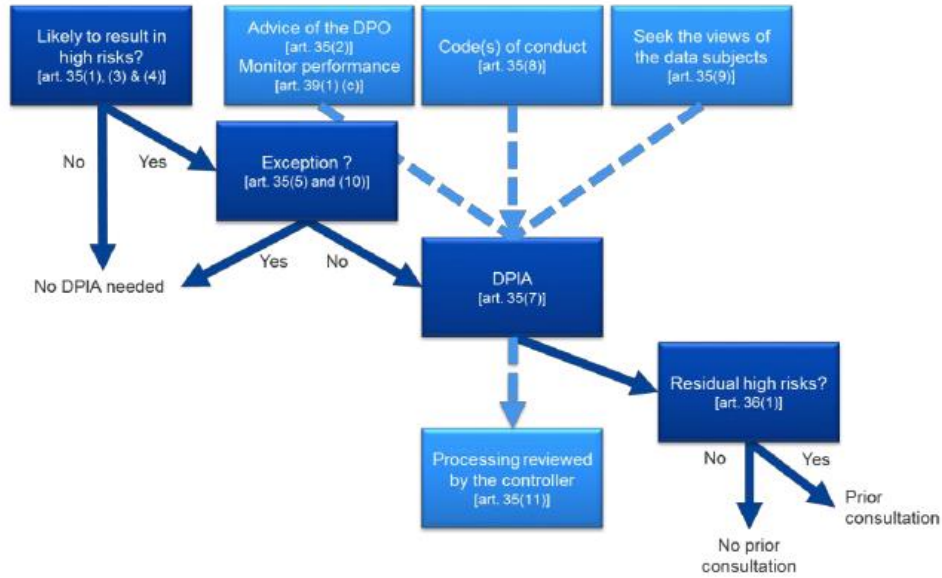 Likely to result in
high risks?
[art. 35(1), (3) & (4)]
Advice of the DPO
[art. 35(2)]
Monitor performance
[art. 39(1) (c)]
Code(s) of conduct
[art. 35(8)]
Seek the views of
the data subjects
[art. 35(9)]
No
Yes
Exception ?
[art. 35(5) and (10)]
Yes
No
No DPIA needed
DPIA
[art. 35(7)]
Residual high risks?
[art. 36(1)]
Processing reviewed
by the controller
[art. 35(11)]
No
Yes
Prior
consultation
No prior
consultation